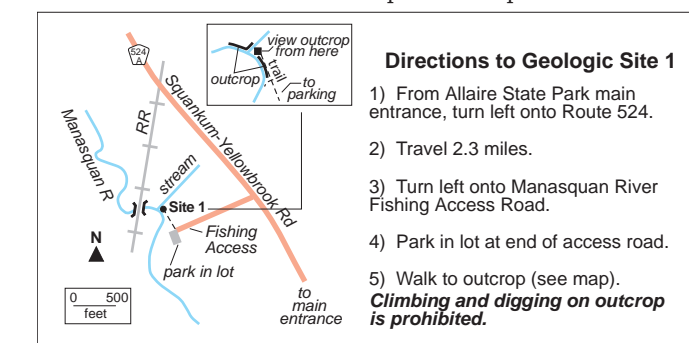 524
A
Squankum-Yellowbrook Rd
Manasquan R
RR
stream
Site 1
Fishing
Access
park in lot
N
0 500
feet
to
main
entrance
view outcrop
from here
outcrop
trail
to
parking
Directions to Geologic Site 1
1) From Allaire State Park main
entrance, turn left onto Route 524.
2) Travel 2.3 miles.
3) Turn left onto Manasquan River
Fishing Access Road.
4) Park in lot at end of access road.
5) Walk to outcrop (see map).
Climbing and digging on outcrop
is prohibited.